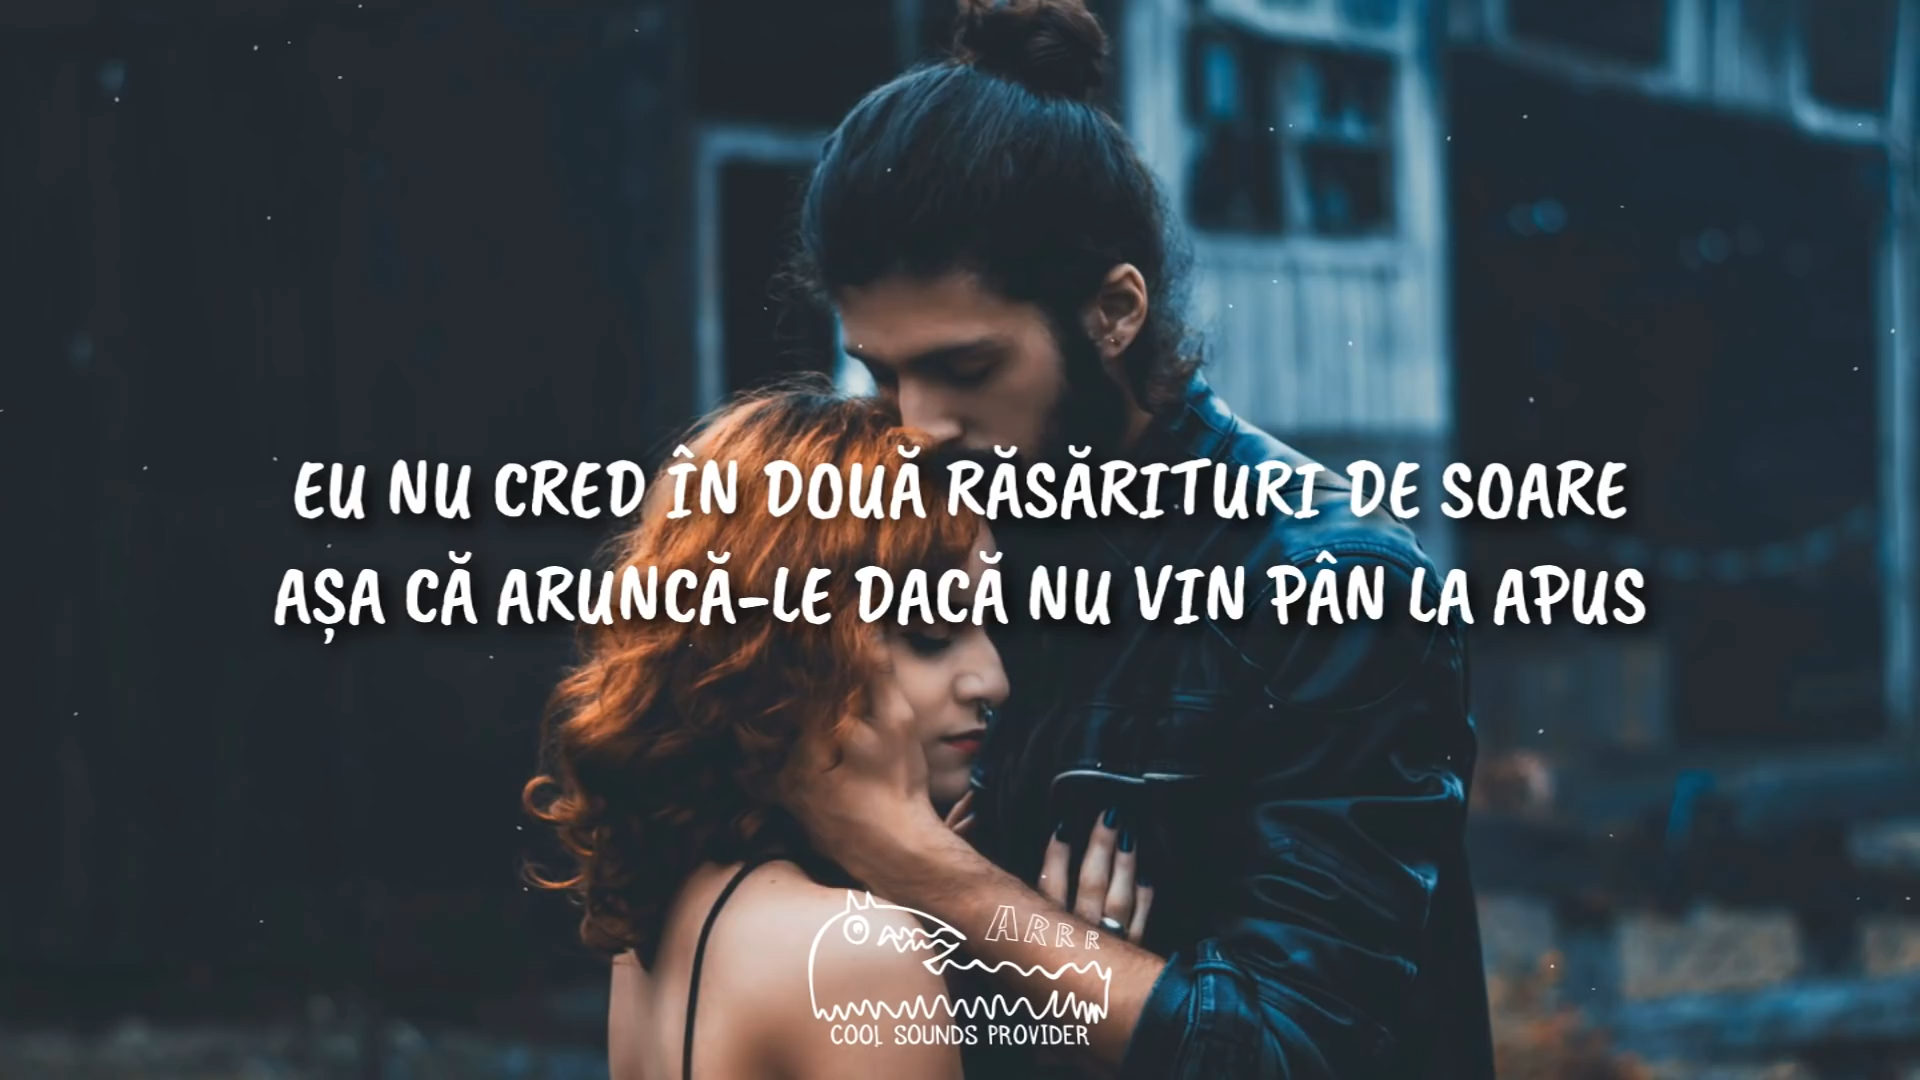 EU NU CRED ÎN DOUĂ RĂSĂRITURI DE SOARE
AȘA CĂ ARUNCĂ-LE DACĂ NU VIN PÂN LA APUS
ARRR
COOL SOUNDS PROVIDER